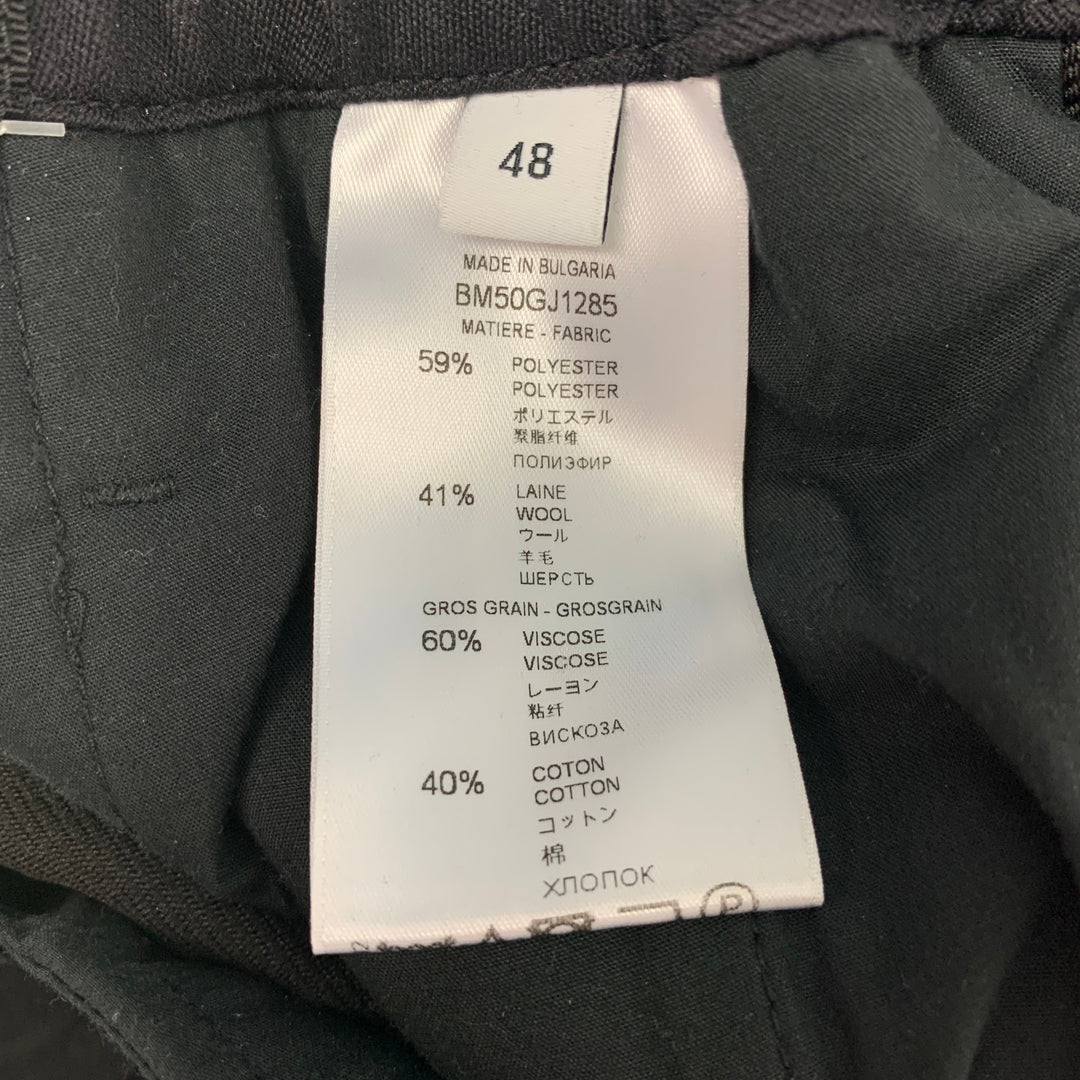 48
MADE IN BULGARIA
BM50GJ1285
MATIERE - FABRIC
59% POLYESTER
POLYESTER
ポリエステル
聚脂纤维
ПОЛИЭФИР
41% LAINE
WOOL
ウール
羊毛
ШЕРСТЬ
GROS GRAIN - GROSGRAIN
60% VISCOSE
VISCOSE
レーヨン
粘纤
ВИСКОЗА
40% COTON
COTTON
コットン
棉
ХЛОПОК
P